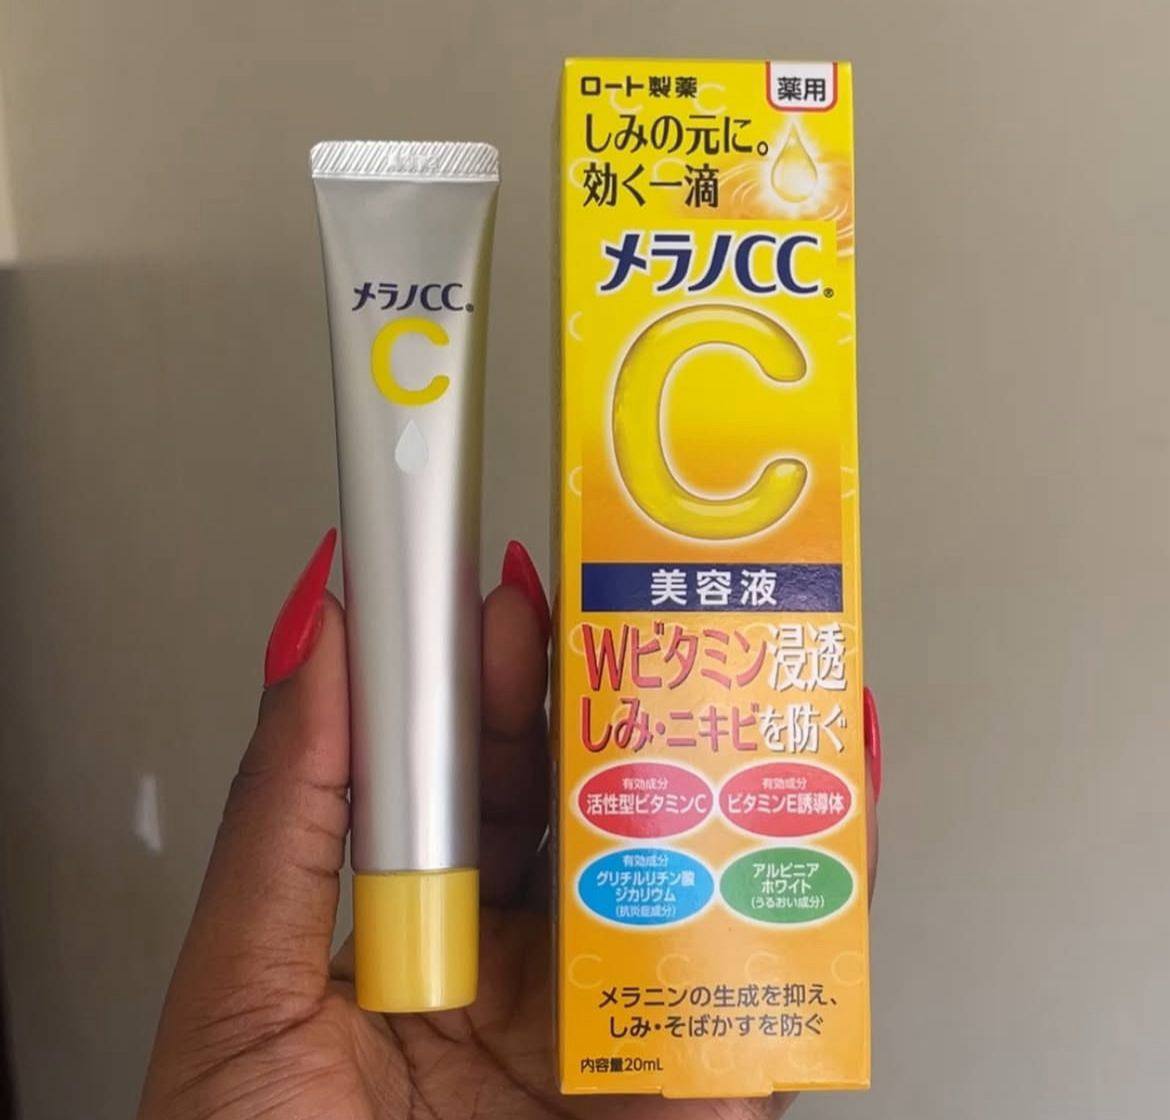 メラノCC®
C
ロート製薬
薬用
しみの元に。
効く一滴
メラノCC®
C
美容液
Wビタミン浸透
しみ・ニキビを防ぐ
有効成分
活性型ビタミンC
有効成分
ビタミンE誘導体
有効成分
グリチルリチン酸
ジカリウム
(抗炎症成分)
アルピニア
ホワイト
(うるおい成分)
メラニンの生成を抑え、
しみ・そばかすを防ぐ
内容量20mL